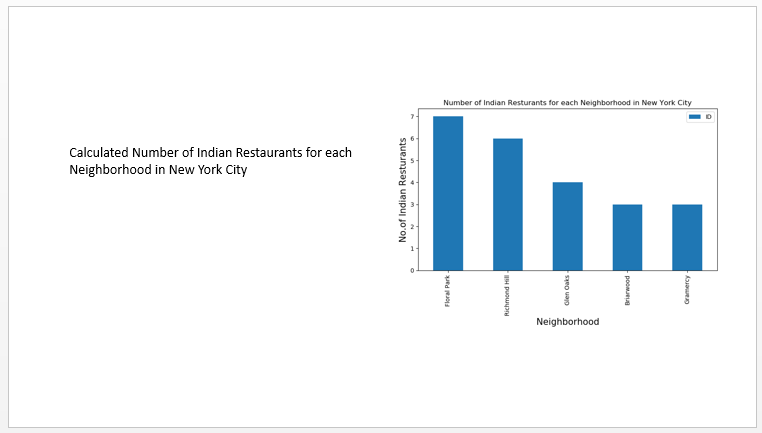 Calculated Number of Indian Restaurants for each
Neighborhood in New York City
Number of Indian Resturants for each Neighborhood in New York City
ID
No.of Indian Resturants
7
6
5
4
3
2
1
0
Floral Park
Richmond Hill
Glen Oaks
Briarwood
Gramercy
Neighborhood